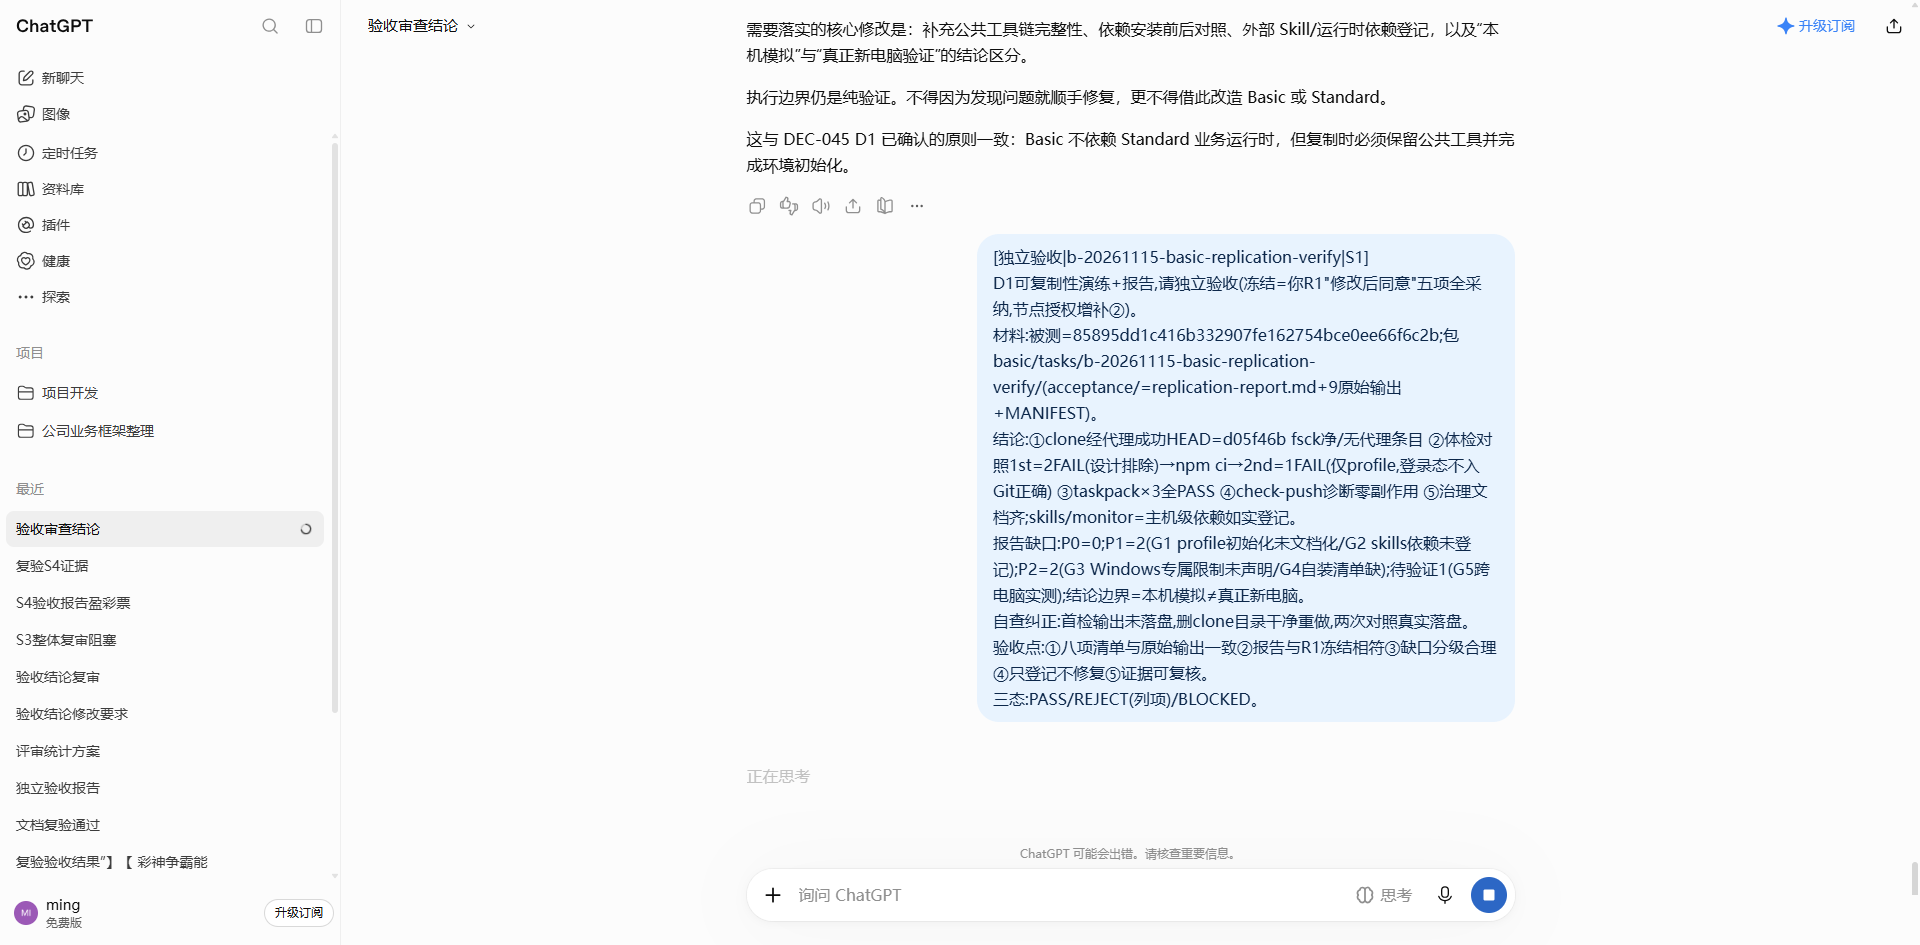 ChatGPT
新聊天
图像
定时任务
资料库
插件
健康
探索
项目
项目开发
公司业务框架整理
最近
验收审查结论
复验S4证据
S4验收报告盈彩票
S3整体复审阻塞
验收结论复审
验收结论修改要求
评审统计方案
独立验收报告
文档复验通过
复验验收结果”】【 彩神争霸能
MI
ming
免费版
升级订阅
验收审查结论
升级订阅
需要落实的核心修改是：补充公共工具链完整性、依赖安装前后对照、外部 Skill/运行时依赖登记，以及“本
机模拟”与“真正新电脑验证”的结论区分。
执行边界仍是纯验证。不得因为发现问题就顺手修复，更不得借此改造 Basic 或 Standard。
这与 DEC-045 D1 已确认的原则一致：Basic 不依赖 Standard 业务运行时，但复制时必须保留公共工具并完
成环境初始化。
[独立验收|b-20261115-basic-replication-verify|S1]
D1可复制性演练+报告,请独立验收(冻结=你R1"修改后同意"五项全采
纳,节点授权增补②)。
材料:被测=85895dd1c416b332907fe162754bce0ee66f6c2b;包
basic/tasks/b-20261115-basic-replication-
verify/(acceptance/=replication-report.md+9原始输出
+MANIFEST)。
结论:①clone经代理成功HEAD=d05f46b fsck净/无代理条目 ②体检对
照1st=2FAIL(设计排除)→npm ci→2nd=1FAIL(仅profile,登录态不入
Git正确) ③taskpack×3全PASS ④check-push诊断零副作用 ⑤治理文
档齐;skills/monitor=主机级依赖如实登记。
报告缺口:P0=0;P1=2(G1 profile初始化未文档化/G2 skills依赖未登
记);P2=2(G3 Windows专属限制未声明/G4自装清单缺);待验证1(G5跨
电脑实测);结论边界=本机模拟≠真正新电脑。
自查纠正:首检输出未落盘,删clone目录干净重做,两次对照真实落盘。
验收点:①八项清单与原始输出一致②报告与R1冻结相符③缺口分级合理
④只登记不修复⑤证据可复核。
三态:PASS/REJECT(列项)/BLOCKED。
正在思考
ChatGPT 可能会出错。请核查重要信息。
询问 ChatGPT
思考